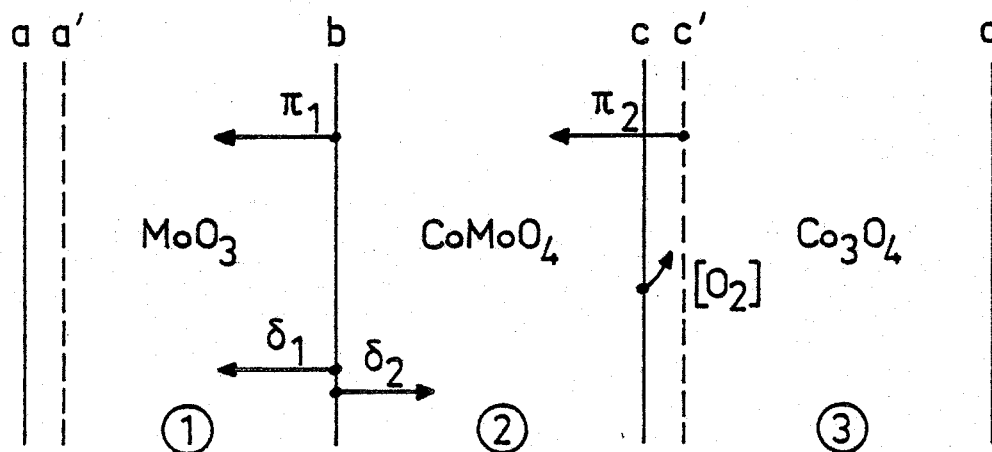 a a′ b c c′ d
π₁ π₂
MoO₃ CoMoO₄ Co₃O₄
[O₂]
δ₁ δ₂
① ② ③